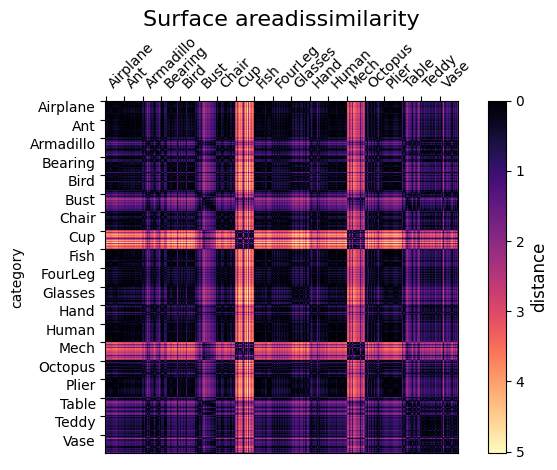 Surface areadissimilarity
Airplane
Ant
Armadillo
Bearing
Bird
Bust
Chair
Cup
Fish
FourLeg
Glasses
Hand
Human
Mech
Octopus
Plier
Table
Teddy
Vase
category
Airplane
Ant
Armadillo
Bearing
Bird
Bust
Chair
Cup
Fish
FourLeg
Glasses
Hand
Human
Mech
Octopus
Plier
Table
Teddy
Vase
0
1
2
3
4
5
distance